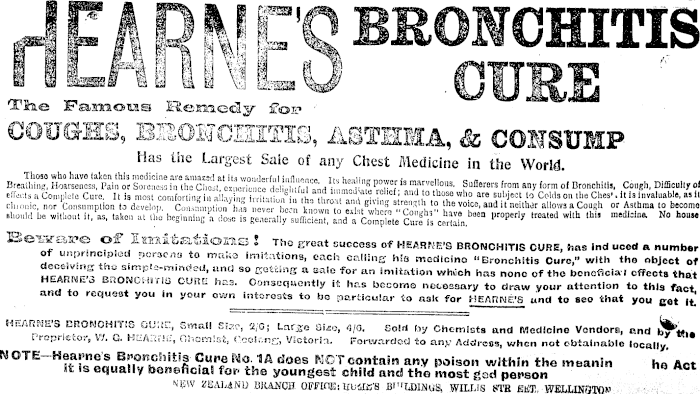 HEARNE'S BRONCHITIS
CURE
The Famous Remedy for
COUGHS, BRONCHITIS, ASTHMA, & CONSUMP
Has the Largest Sale of any Chest Medicine in the World.
Those who have taken this medicine are amazed at its wonderful influence. Its healing power is marvellous. Sufferers from any form of Bronchitis, Cough, Difficulty of
Breathing, Hoarseness, Pain or Soreness in the Chest, experience delightful and immediate relief; and to those who are subject to Colds on the Chest it is invaluable, as it
effects a Complete Cure. It is most comforting in allaying Irritation in the throat and giving strength to the voice, and it neither allows a Cough or Asthma to become
chronic, nor Consumption to develop. Consumption has never been known to exist where "Coughs" have been properly treated with this medicine. No house
should be without it, as, taken at the beginning a dose is generally sufficient, and a Complete Cure is certain.
Beware of Imitations! The great success of HEARNE'S BRONCHITIS CURE, has ind uced a number
of unprincipled persons to make imitations, each calling his medicine "Bronchitis Cure," with the object of
deceiving the simple-minded, and so getting a sale for an imitation which has none of the beneficial effects that
HEARNE'S BRONCHITIS CURE has. Consequently it has become necessary to draw your attention to this fact,
and to request you in your own interests to be particular to ask for HEARNE'S and to see that you get it.
HEARNE'S BRONCHITIS CURE, Small Size, 2/6; Large Size, 4/6. Sold by Chemists and Medicine Vendors, and by the
Proprietor, W. G. HEARNE, Chemist, Geelong, Victoria. Forwarded to any Address, when not obtainable locally.
NOTE—Hearne's Bronchitis Cure No. 1A does NOT contain any poison within the meanin he Act
it is equally beneficial for the youngest child and the most ged person
NEW ZEALAND BRANCH OFFICE: HUME'S BUILDINGS, WILLIS STR EET, WELLINGTON